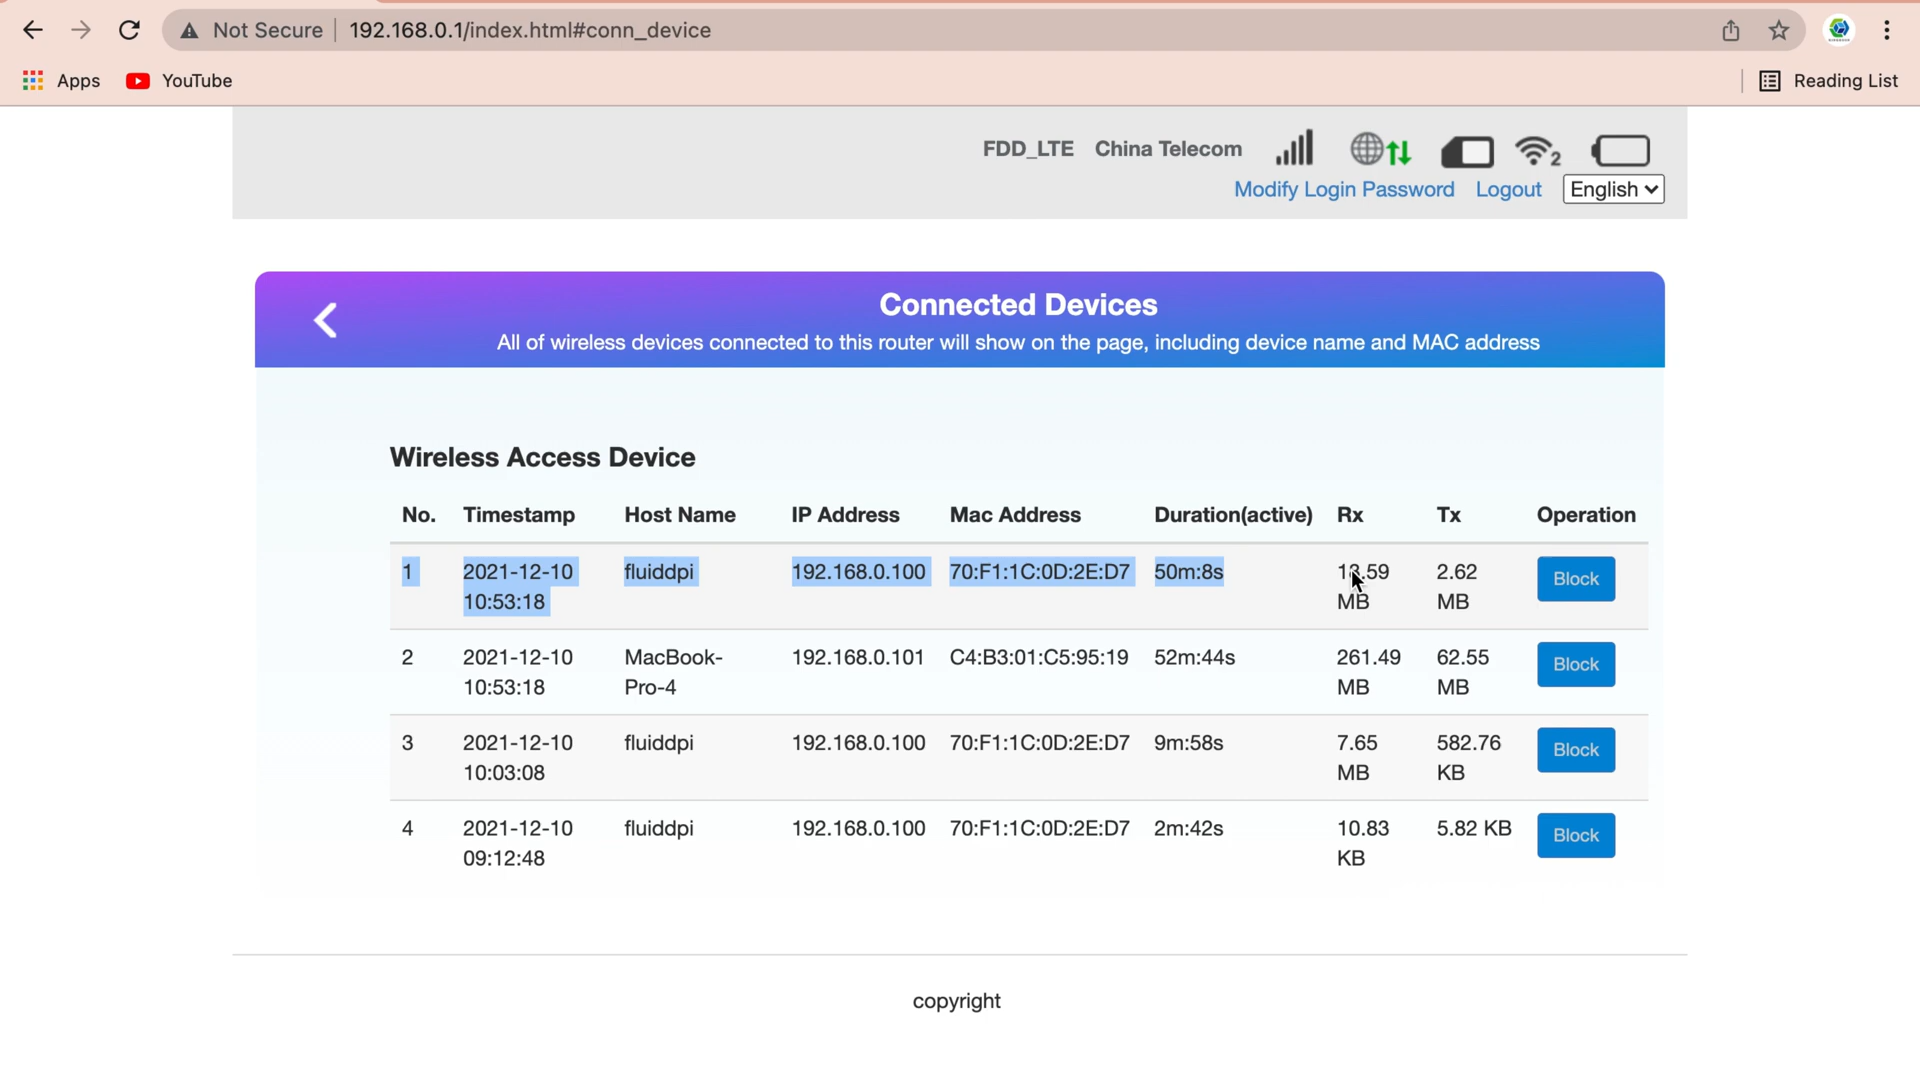 Not Secure 192.168.0.1/index.html#conn_device
Apps YouTube Reading List
FDD_LTE China Telecom 2
Modify Login Password Logout English
Connected Devices
All of wireless devices connected to this router will show on the page, including device name and MAC address
Wireless Access Device
No. Timestamp Host Name IP Address Mac Address Duration(active) Rx Tx Operation
1 2021-12-10 fluiddpi 192.168.0.100 70:F1:1C:0D:2E:D7 50m:8s 13.59 2.62 Block
10:53:18 MB MB
2 2021-12-10 MacBook- 192.168.0.101 C4:B3:01:C5:95:19 52m:44s 261.49 62.55 Block
10:53:18 Pro-4 MB MB
3 2021-12-10 fluiddpi 192.168.0.100 70:F1:1C:0D:2E:D7 9m:58s 7.65 582.76 Block
10:03:08 MB KB
4 2021-12-10 fluiddpi 192.168.0.100 70:F1:1C:0D:2E:D7 2m:42s 10.83 5.82 KB Block
09:12:48 KB
copyright